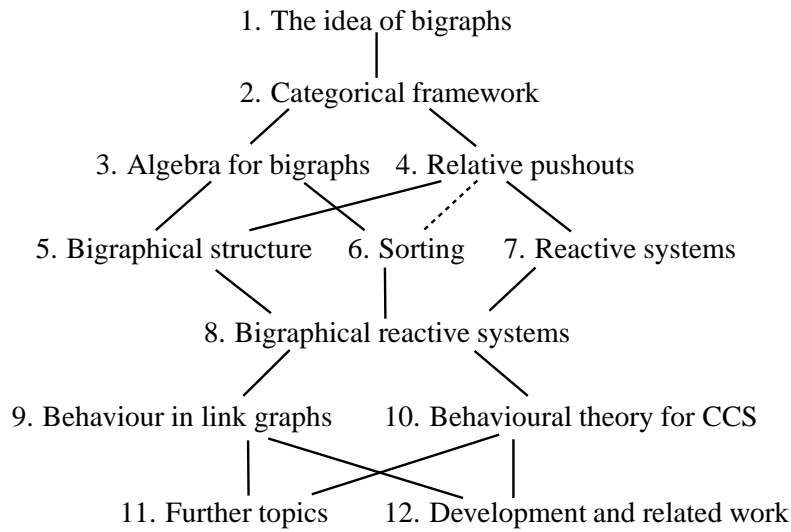 1. The idea of bigraphs
2. Categorical framework
3. Algebra for bigraphs 4. Relative pushouts
5. Bigraphical structure 6. Sorting 7. Reactive systems
8. Bigraphical reactive systems
9. Behaviour in link graphs 10. Behavioural theory for CCS
11. Further topics 12. Development and related work